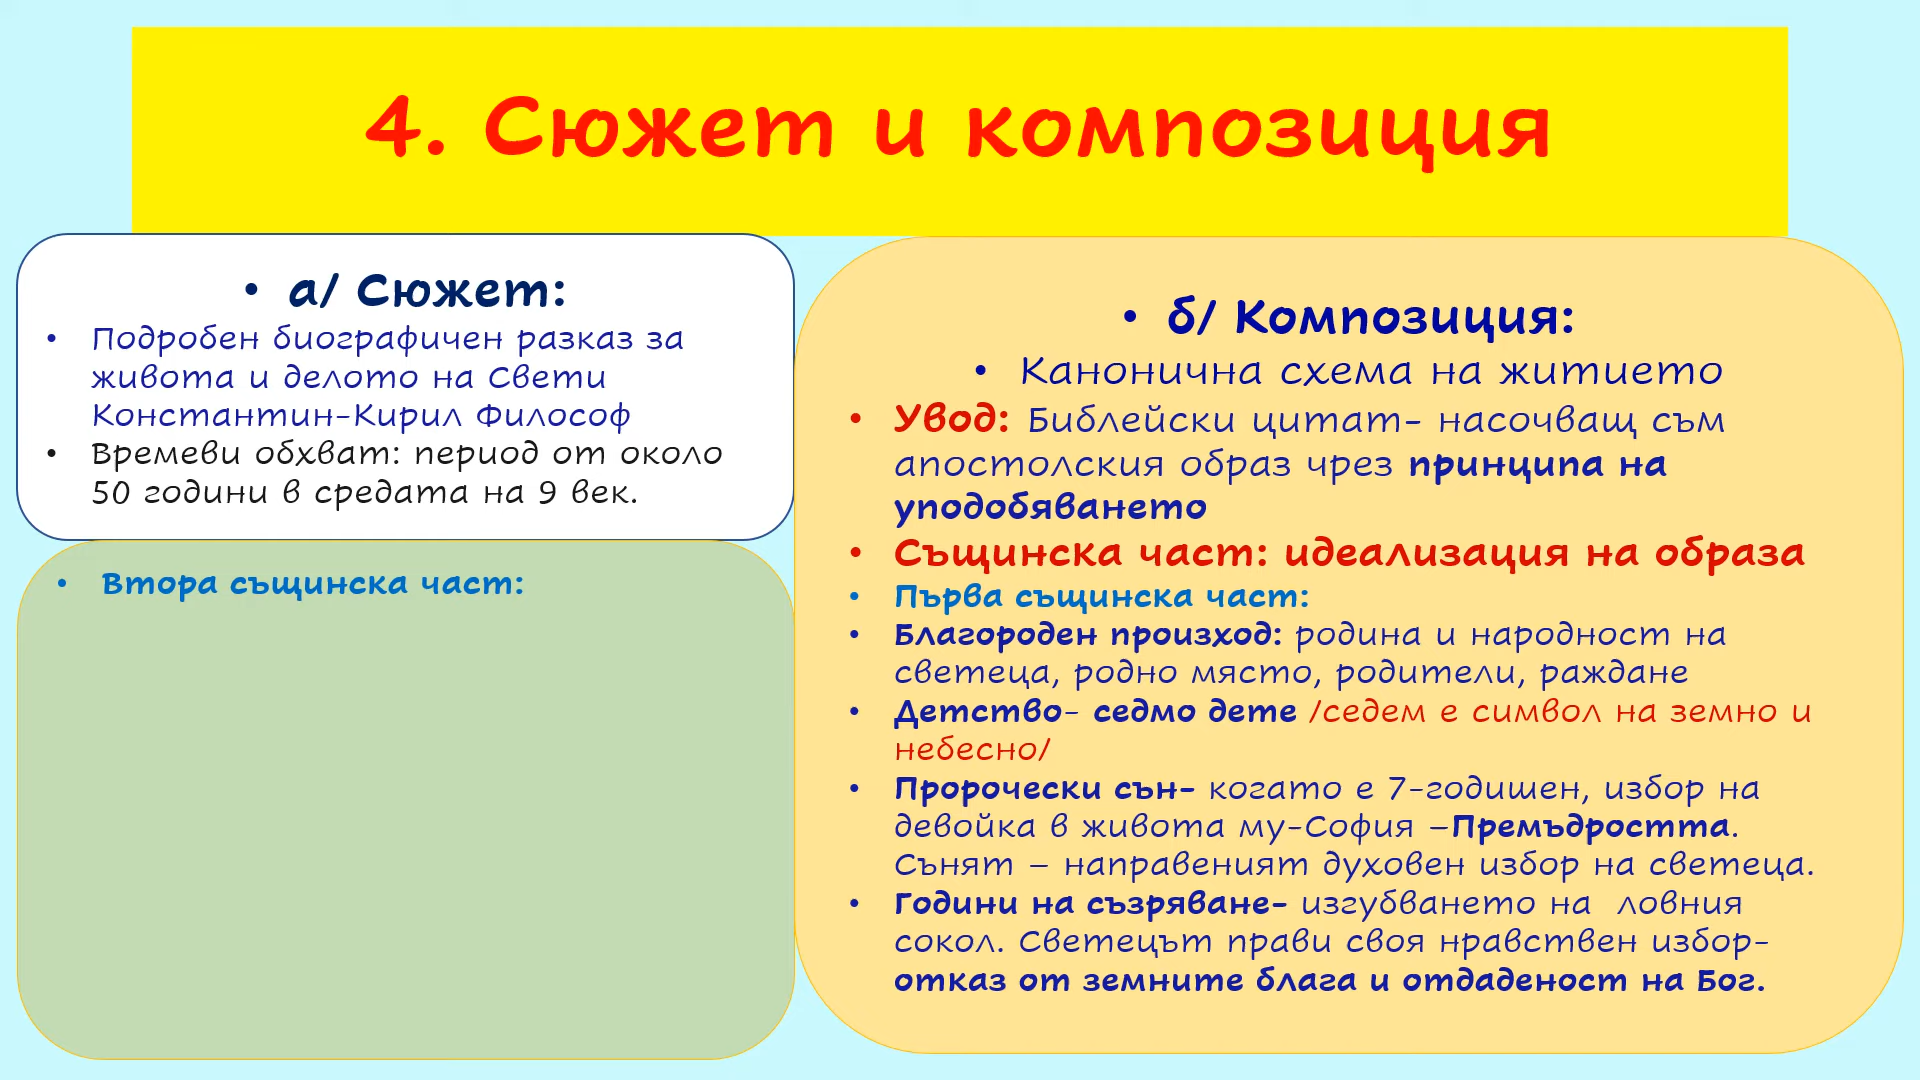 4. Сюжет и композиция
• а/ Сюжет:
• Подробен биографичен разказ за
живота и делото на Свети
Константин-Кирил Философ
• Времеви обхват: период от около
50 години в средата на 9 век.
• Втора същинска част:
• б/ Композиция:
• Канонична схема на житието
• Увод: Библейски цитат- насочващ съм
апостолския образ чрез принципа на
уподобяването
• Същинска част: идеализация на образа
• Първа същинска част:
• Благороден произход: родина и народност на
светеца, родно място, родители, раждане
• Детство- седмо дете /седем е символ на земно и
небесно/
• Пророчески сън- когато е 7-годишен, избор на
девойка в живота му-София –Премъдростта.
Сънят – направеният духовен избор на светеца.
• Години на съзряване- изгубването на  ловния
сокол. Светецът прави своя нравствен избор-
отказ от земните блага и отдаденост на Бог.